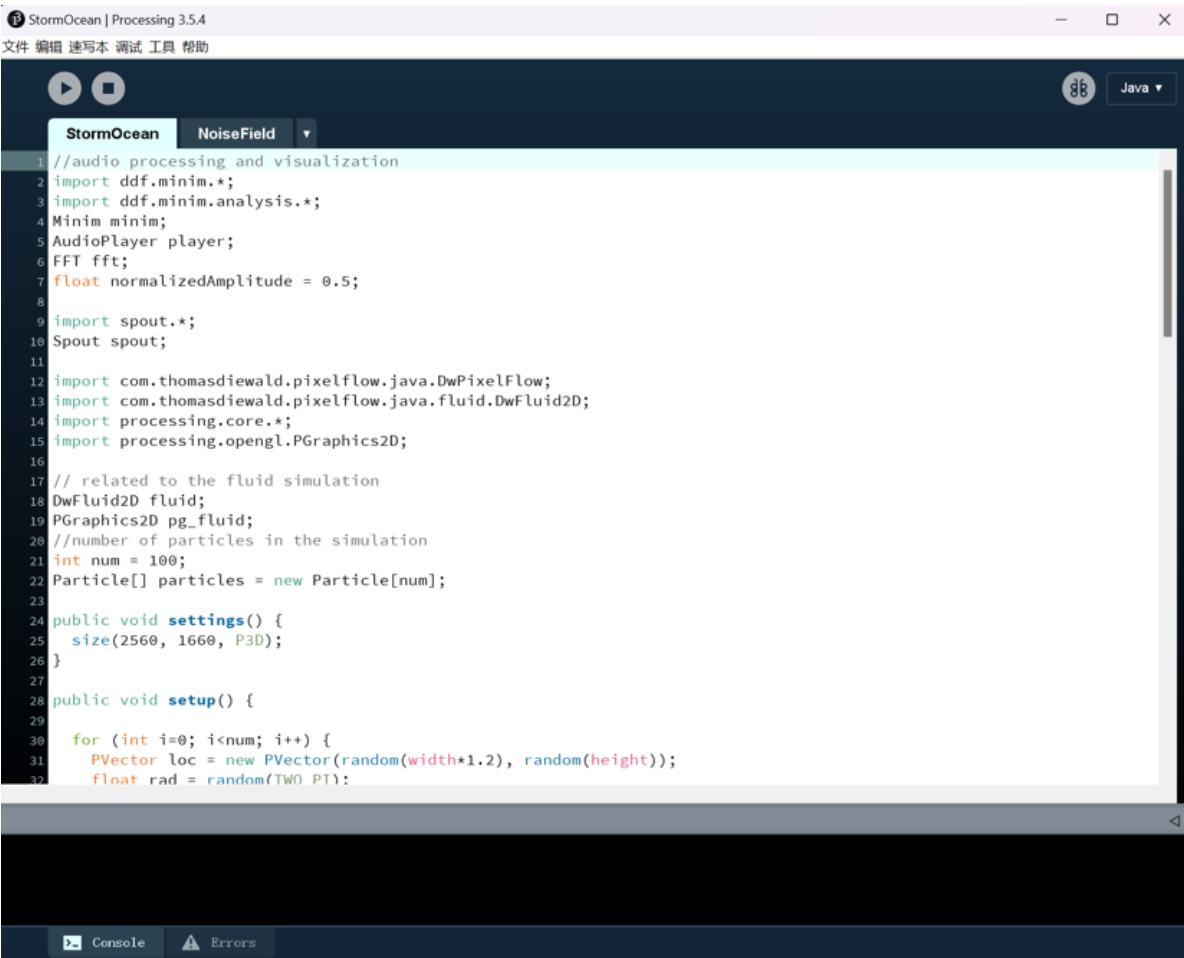 StormOcean | Processing 3.5.4
文件 编辑 速写本 调试 工具 帮助
Java ▾
StormOcean NoiseField ▾
1 //audio processing and visualization
2 import ddf.minim.*;
3 import ddf.minim.analysis.*;
4 Minim minim;
5 AudioPlayer player;
6 FFT fft;
7 float normalizedAmplitude = 0.5;
8
9 import spout.*;
10 Spout spout;
11
12 import com.thomasdiewald.pixelflow.java.DwPixelFlow;
13 import com.thomasdiewald.pixelflow.java.fluid.DwFluid2D;
14 import processing.core.*;
15 import processing.opengl.PGraphics2D;
16
17 // related to the fluid simulation
18 DwFluid2D fluid;
19 PGraphics2D pg_fluid;
20 //number of particles in the simulation
21 int num = 100;
22 Particle[] particles = new Particle[num];
23
24 public void settings() {
25   size(2560, 1660, P3D);
26 }
27
28 public void setup() {
29
30   for (int i=0; i<num; i++) {
31     PVector loc = new PVector(random(width*1.2), random(height));
32     float rad = random(TWO_PI);
Console Errors